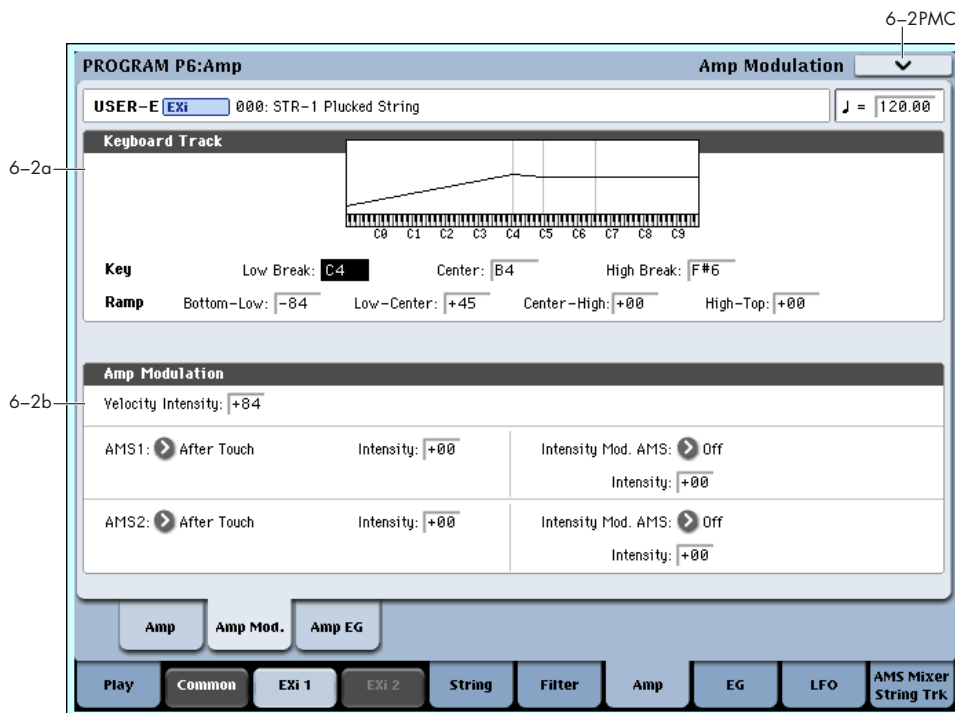 6–2PMC
PROGRAM P6:Amp
Amp Modulation
USER–E EXi 000: STR–1 Plucked String
♩ = 120.00
Keyboard Track
6–2a
C0 C1 C2 C3 C4 C5 C6 C7 C8 C9
Key Low Break: C4 Center: B4 High Break: F#6
Ramp Bottom–Low: –84 Low–Center: +45 Center–High: +00 High–Top: +00
Amp Modulation
6–2b
Velocity Intensity: +84
AMS1: After Touch Intensity: +00 Intensity Mod. AMS: Off
Intensity: +00
AMS2: After Touch Intensity: +00 Intensity Mod. AMS: Off
Intensity: +00
Amp Amp Mod. Amp EG
Play Common EXi 1 EXi 2 String Filter Amp EG LFO AMS Mixer
String Trk